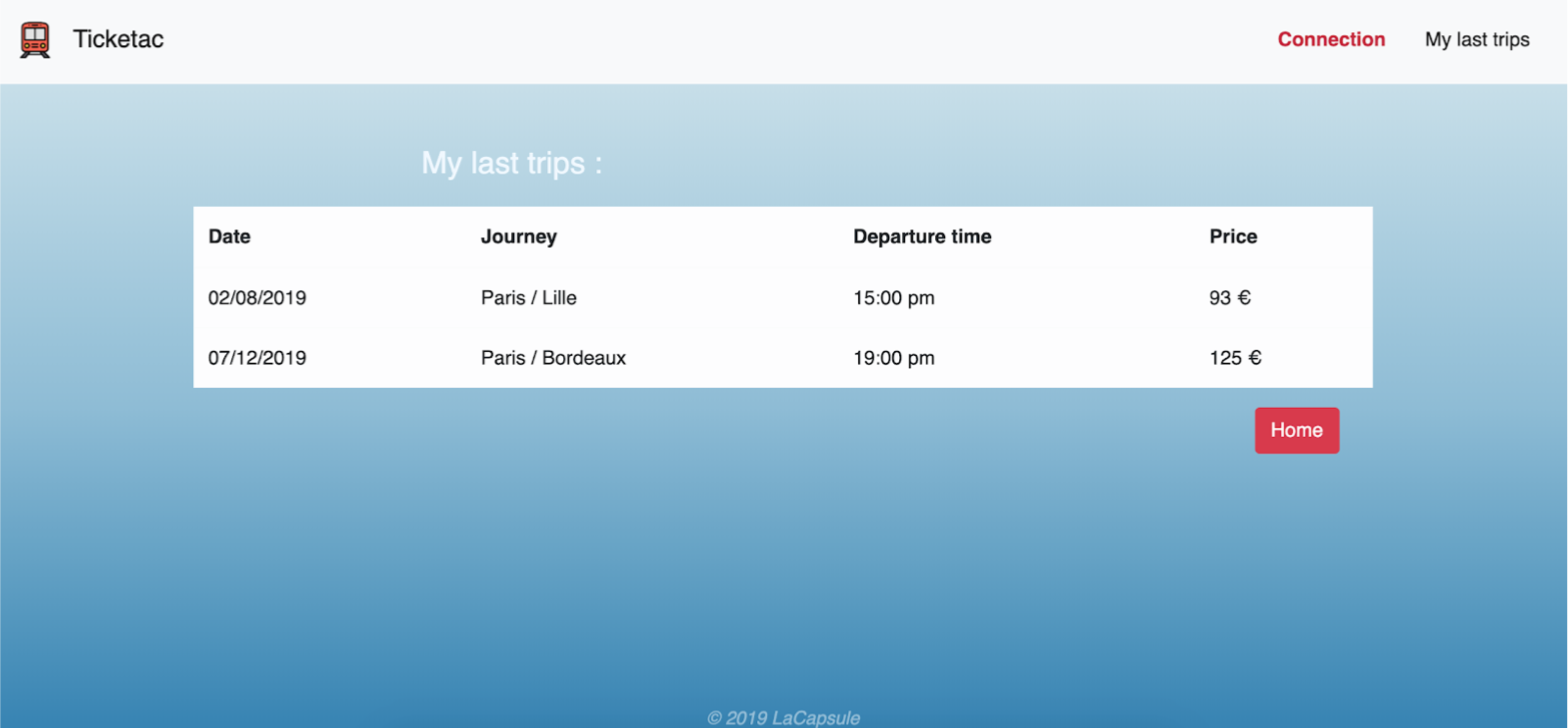 Ticketac Connection My last trips
My last trips :
Date Journey Departure time Price
02/08/2019 Paris / Lille 15:00 pm 93 €
07/12/2019 Paris / Bordeaux 19:00 pm 125 €
Home
© 2019 LaCapsule